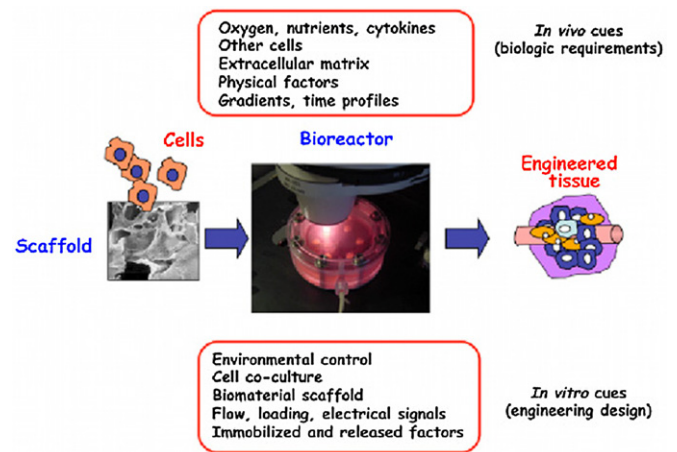 Oxygen, nutrients, cytokines
Other cells
Extracellular matrix
Physical factors
Gradients, time profiles
In vivo cues
(biologic requirements)
Cells
Bioreactor
Engineered
tissue
Scaffold
Environmental control
Cell co-culture
Biomaterial scaffold
Flow, loading, electrical signals
Immobilized and released factors
In vitro cues
(engineering design)